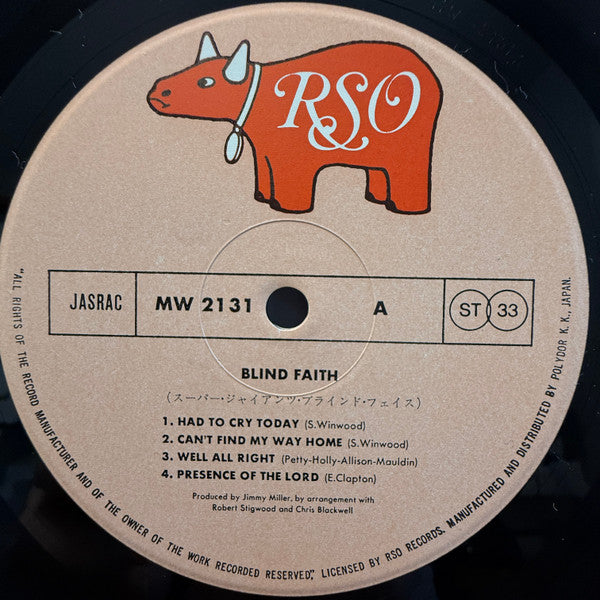 RSO
JASRAC MW 2131 A ST 33
BLIND FAITH
(スーパー・ジャイアンツ・ブラインド・フェイス)
1. HAD TO CRY TODAY (S.Winwood)
2. CAN'T FIND MY WAY HOME (S.Winwood)
3. WELL ALL RIGHT (Petty-Holly-Allison-Mauldin)
4. PRESENCE OF THE LORD (E.Clapton)
Produced by Jimmy Miller, by arrangement with
Robert Stigwood and Chris Blackwell
"ALL RIGHTS OF THE RECORD MANUFACTURER AND OF THE OWNER OF THE WORK RECORDED RESERVED," LICENSED BY RSO RECORDS. MANUFACTURED AND DISTRIBUTED BY POLYDOR K. K., JAPAN.